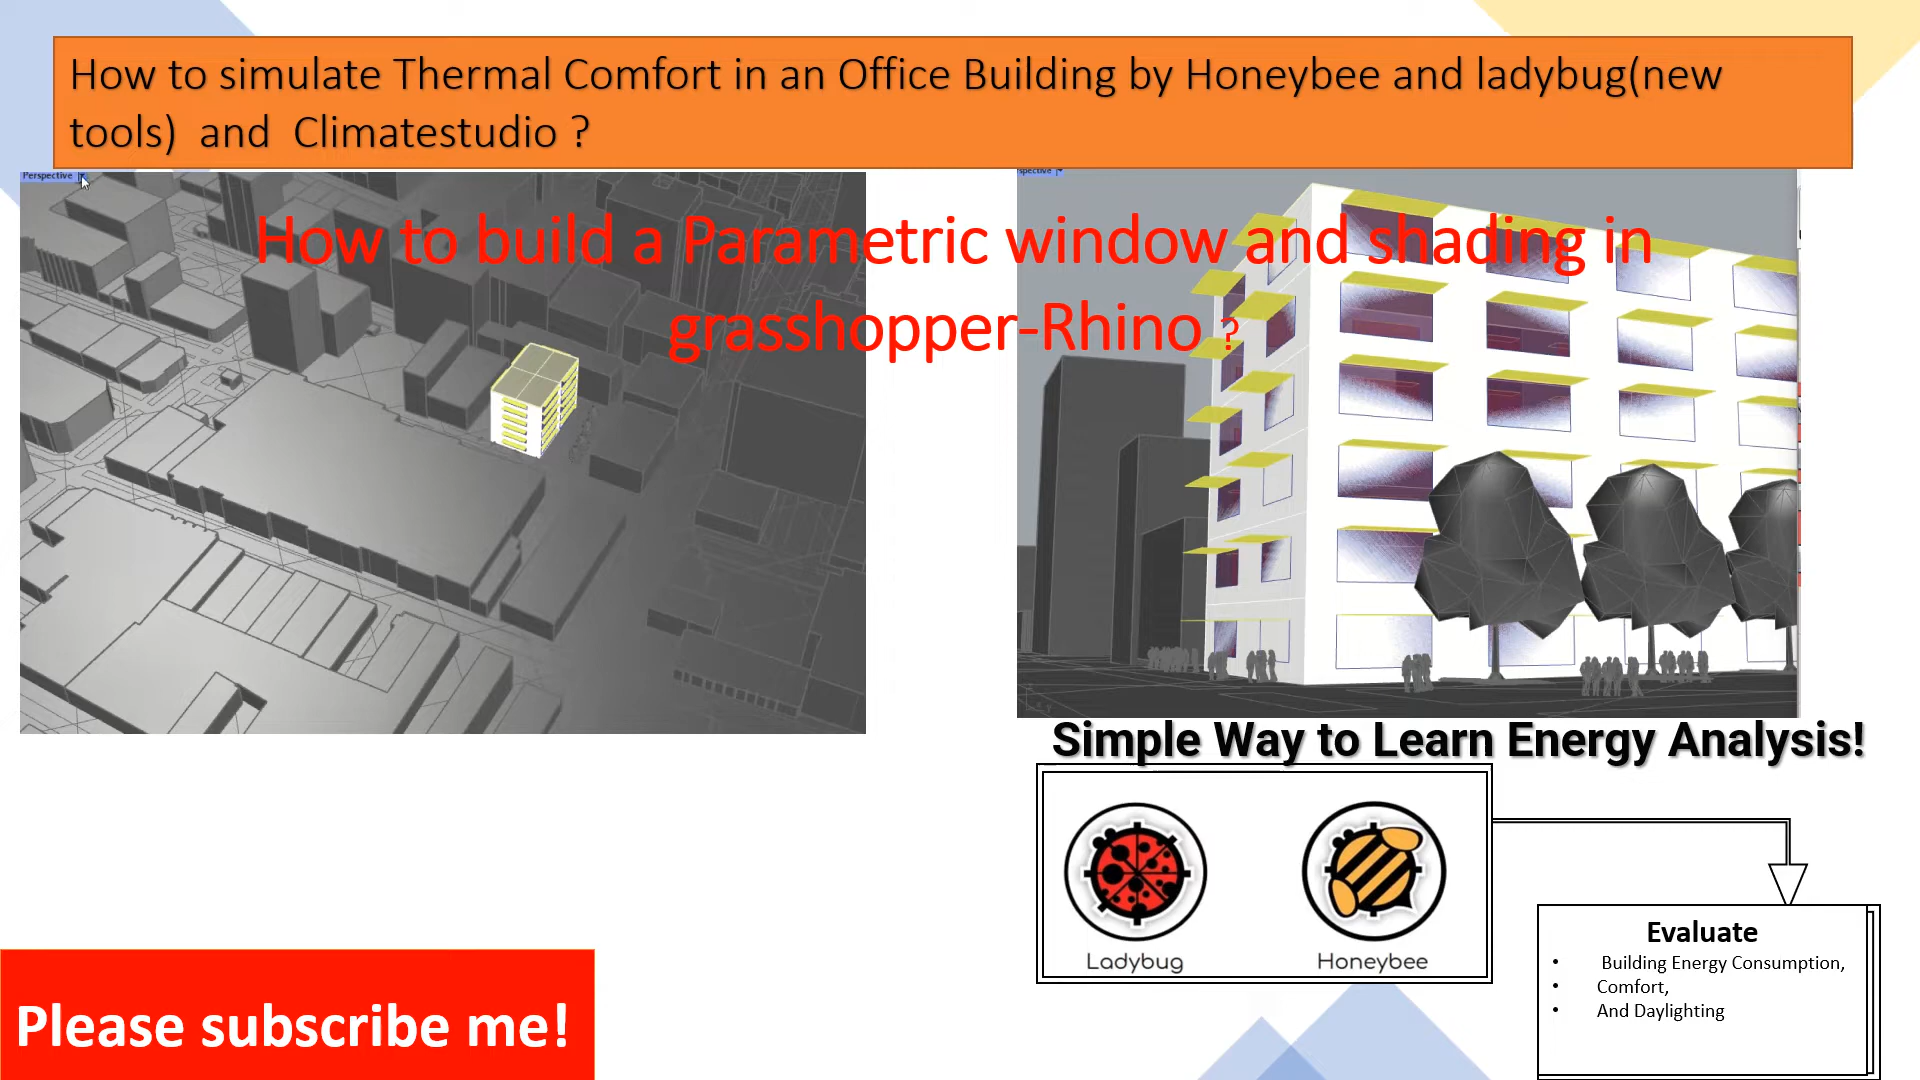 How to simulate Thermal Comfort in an Office Building by Honeybee and ladybug(new
tools) and Climatestudio ?
Perspective
spective
How to build a Parametric window and shading in
grasshopper-Rhino ?
Simple Way to Learn Energy Analysis!
Ladybug
Honeybee
Evaluate
• Building Energy Consumption,
• Comfort,
• And Daylighting
Please subscribe me!